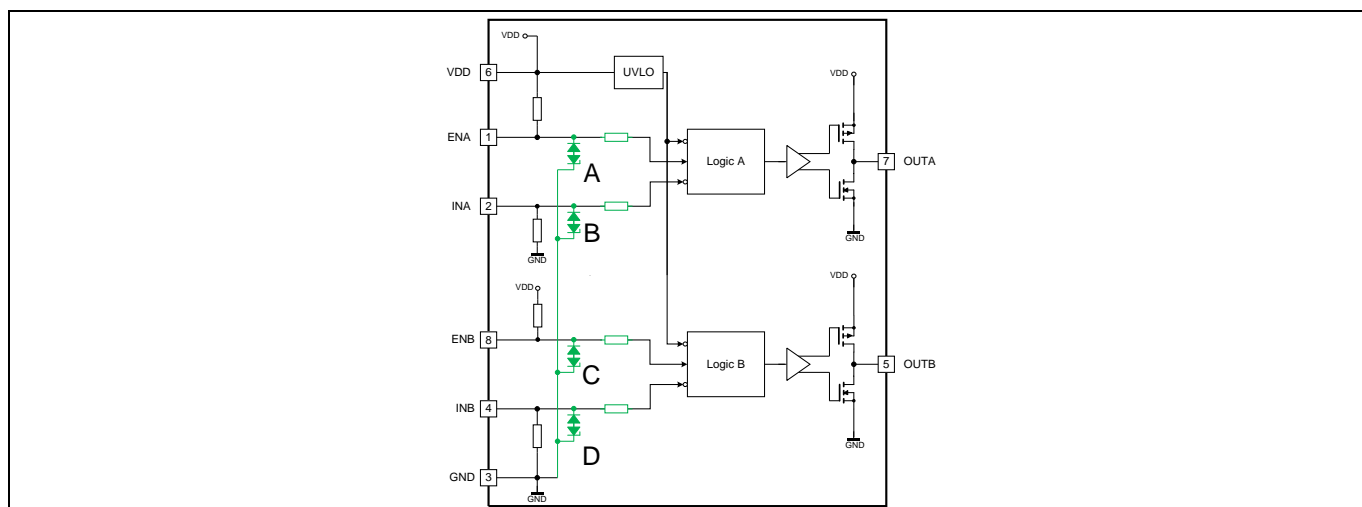 VDD
VDD 6 UVLO VDD
ENA 1
A Logic A 7 OUTA
INA 2
B
GND GND
VDD VDD
ENB 8
C Logic B 5 OUTB
INB 4
D
GND
GND 3
GND